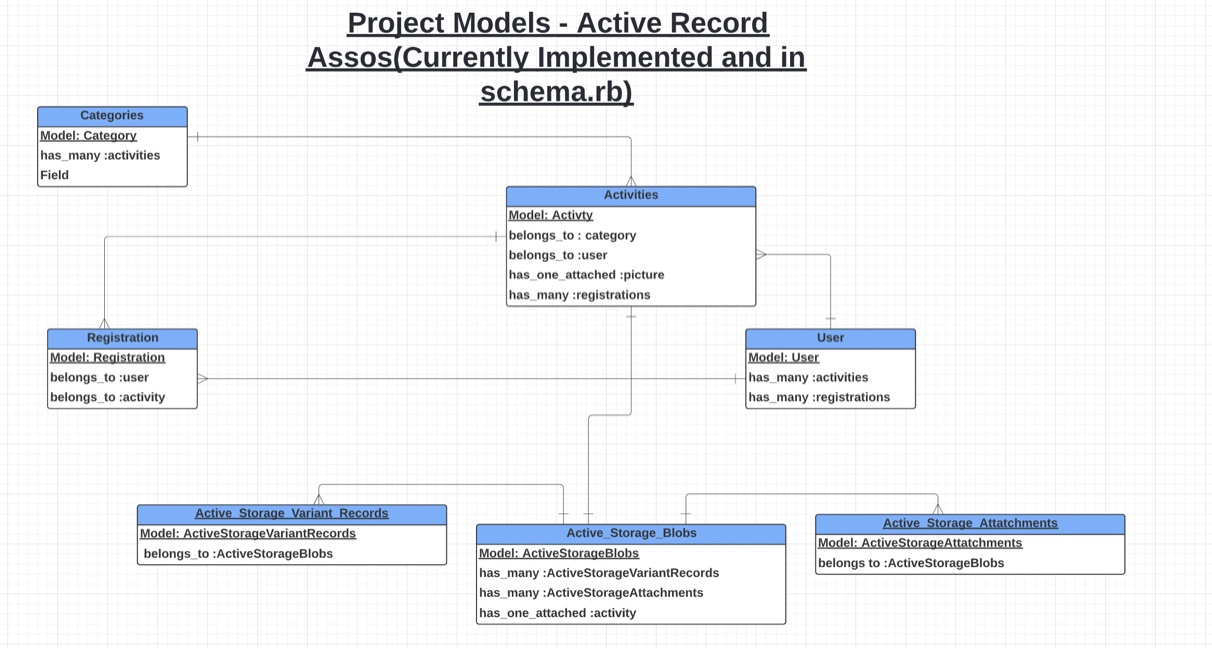 Project Models - Active Record
Assos(Currently Implemented and in
schema.rb)
Categories
Model: Category
has_many :activities
Field
Activities
Model: Activty
belongs_to : category
belongs_to :user
has_one_attached :picture
has_many :registrations
Registration
Model: Registration
belongs_to :user
belongs_to :activity
User
Model: User
has_many :activities
has_many :registrations
Active_Storage_Variant_Records
Model: ActiveStorageVariantRecords
belongs_to :ActiveStorageBlobs
Active_Storage_Blobs
Model: ActiveStorageBlobs
has_many :ActiveStorageVariantRecords
has_many :ActiveStorageAttachments
has_one_attached :activity
Active_Storage_Attatchments
Model: ActiveStorageAttatchments
belongs to :ActiveStorageBlobs